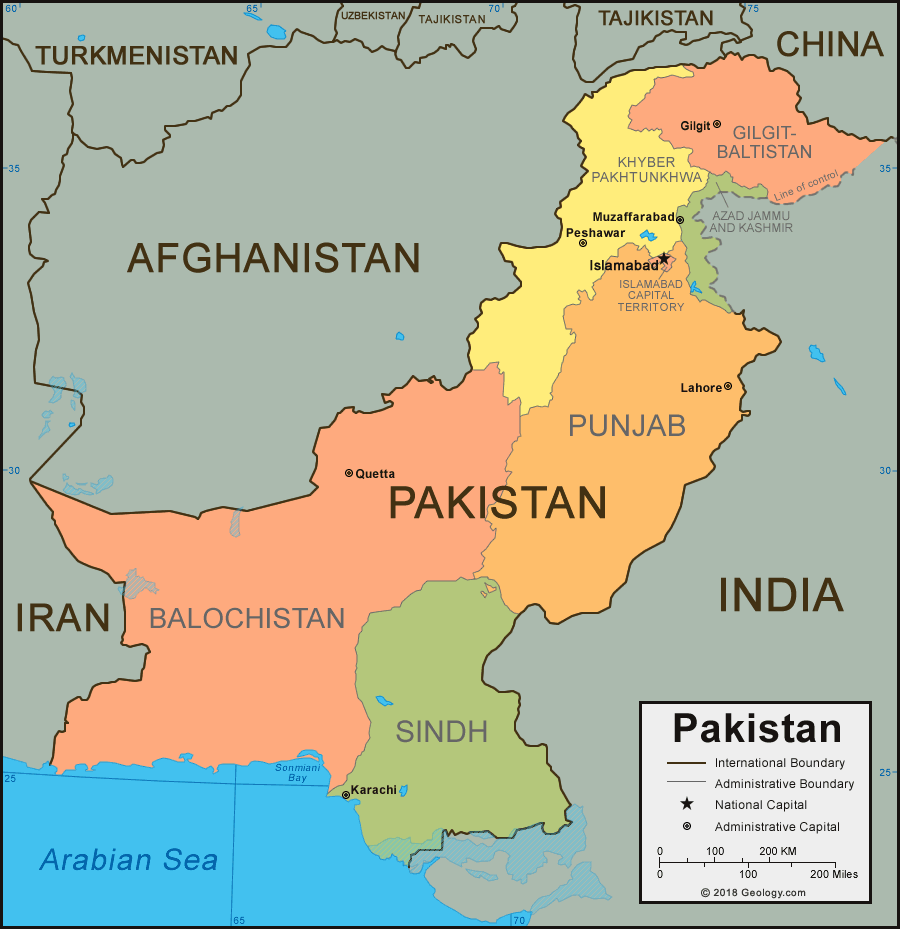 60
65
70
75
UZBEKISTAN
TAJIKISTAN
TAJIKISTAN
CHINA
TURKMENISTAN
Gilgit
GILGIT-
BALTISTAN
35
35
KHYBER
PAKHTUNKHWA
Line of control
Muzaffarabad
AZAD JAMMU
AND KASHMIR
Peshawar
AFGHANISTAN
Islamabad
ISLAMABAD
CAPITAL
TERRITORY
Lahore
PUNJAB
30
30
Quetta
PAKISTAN
INDIA
IRAN
BALOCHISTAN
SINDH
Sonmiani
Bay
25
25
Karachi
Arabian Sea
65
70
Pakistan
International Boundary
Administrative Boundary
National Capital
Administrative Capital
0 100 200 KM
0 100 200 Miles
© 2018 Geology.com